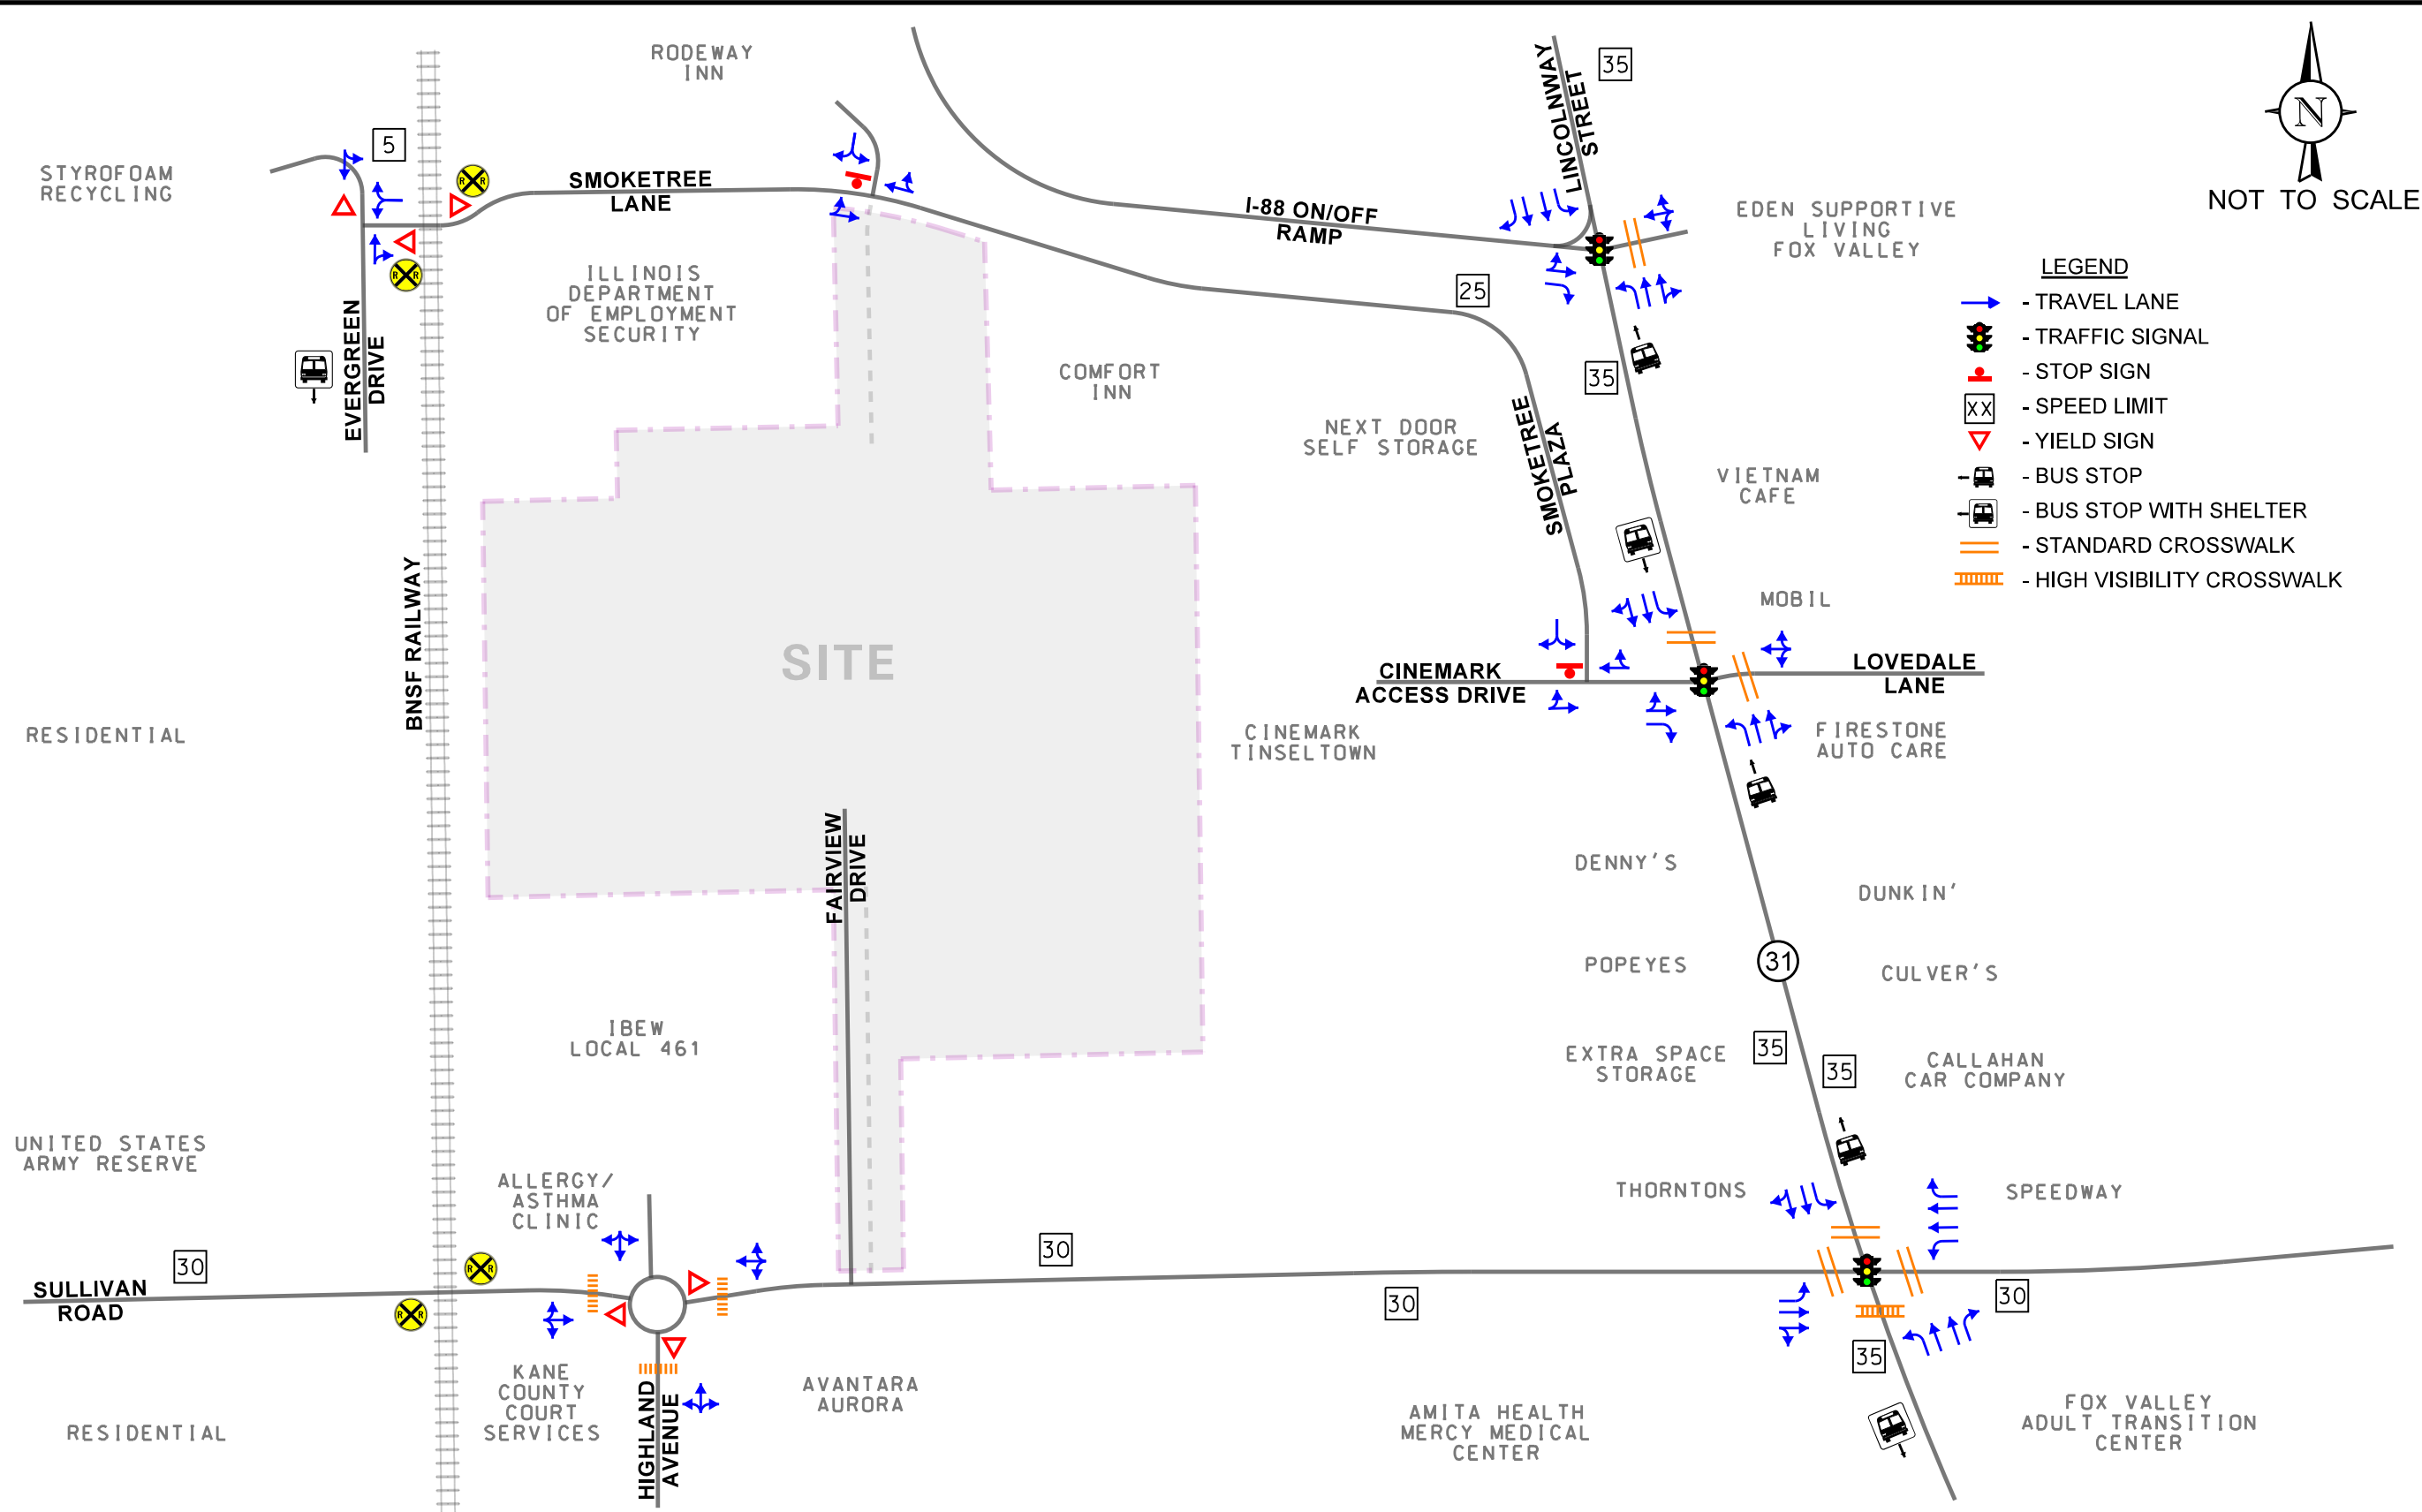 RODEWAY
INN
LINCOLNWAY
STREET
35
N
NOT TO SCALE
5
STYROFOAM
RECYCLING
R R
SMOKETREE
LANE
I-88 ON/OFF
RAMP
EDEN SUPPORTIVE
LIVING
FOX VALLEY
ILLINOIS
DEPARTMENT
OF EMPLOYMENT
SECURITY
R R
25
EVERGREEN
DRIVE
COMFORT
INN
35
NEXT DOOR
SELF STORAGE
SMOKETREE
PLAZA
VIETNAM
CAFE
LEGEND
- TRAVEL LANE
- TRAFFIC SIGNAL
- STOP SIGN
XX - SPEED LIMIT
- YIELD SIGN
- BUS STOP
- BUS STOP WITH SHELTER
- STANDARD CROSSWALK
- HIGH VISIBILITY CROSSWALK
MOBIL
BNSF RAILWAY
SITE
CINEMARK
ACCESS DRIVE
LOVEDALE
LANE
RESIDENTIAL
CINEMARK
TINSELTOWN
FIRESTONE
AUTO CARE
FAIRVIEW
DRIVE
DENNY'S
DUNKIN'
POPEYES
31
CULVER'S
IBEW
LOCAL 461
EXTRA SPACE
STORAGE
35
35
CALLAHAN
CAR COMPANY
UNITED STATES
ARMY RESERVE
ALLERGY/
ASTHMA
CLINIC
THORNTONS
SPEEDWAY
30
R R
30
SULLIVAN
ROAD
R R
30
30
35
KANE
COUNTY
COURT
SERVICES
HIGHLAND
AVENUE
AVANTARA
AURORA
RESIDENTIAL
AMITA HEALTH
MERCY MEDICAL
CENTER
FOX VALLEY
ADULT TRANSITION
CENTER